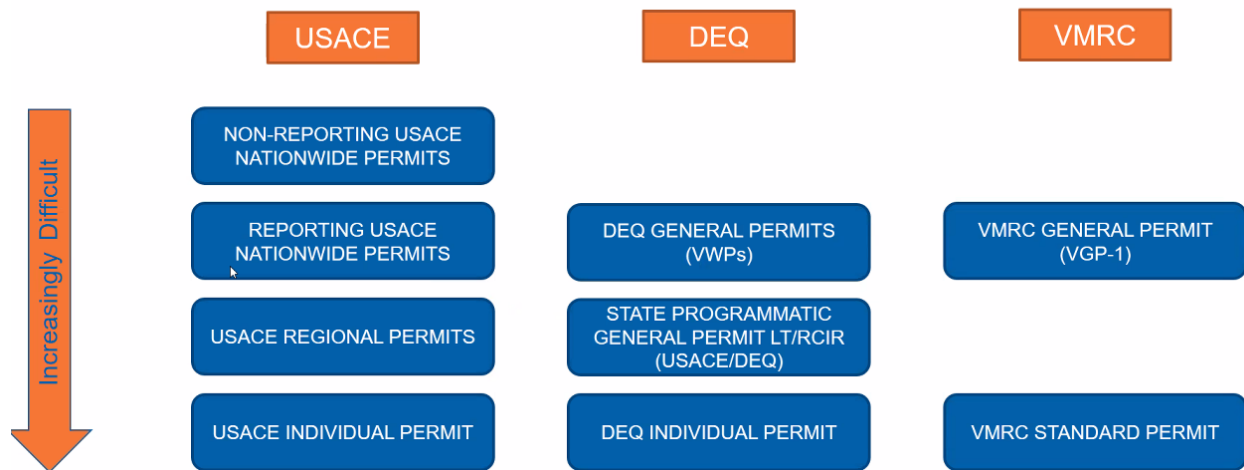 USACE
DEQ
VMRC
Increasingly Difficult
NON-REPORTING USACE
NATIONWIDE PERMITS
REPORTING USACE
NATIONWIDE PERMITS
DEQ GENERAL PERMITS
(VWPs)
VMRC GENERAL PERMIT
(VGP-1)
USACE REGIONAL PERMITS
STATE PROGRAMMATIC
GENERAL PERMIT LT/RCIR
(USACE/DEQ)
USACE INDIVIDUAL PERMIT
DEQ INDIVIDUAL PERMIT
VMRC STANDARD PERMIT